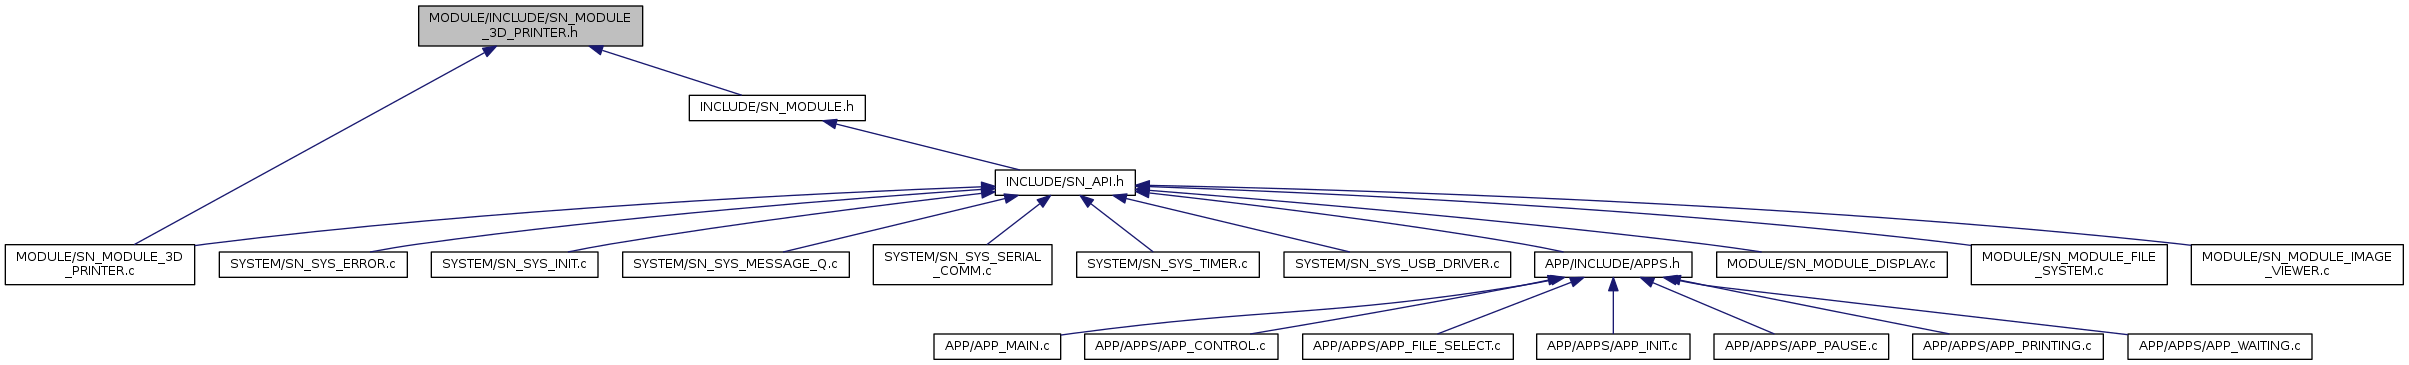 MODULE/INCLUDE/SN_MODULE
_3D_PRINTER.h
INCLUDE/SN_MODULE.h
INCLUDE/SN_API.h
MODULE/SN_MODULE_3D
_PRINTER.c
SYSTEM/SN_SYS_ERROR.c
SYSTEM/SN_SYS_INIT.c
SYSTEM/SN_SYS_MESSAGE_Q.c
SYSTEM/SN_SYS_SERIAL
_COMM.c
SYSTEM/SN_SYS_TIMER.c
SYSTEM/SN_SYS_USB_DRIVER.c
APP/INCLUDE/APPS.h
MODULE/SN_MODULE_DISPLAY.c
MODULE/SN_MODULE_FILE
_SYSTEM.c
MODULE/SN_MODULE_IMAGE
_VIEWER.c
APP/APP_MAIN.c
APP/APPS/APP_CONTROL.c
APP/APPS/APP_FILE_SELECT.c
APP/APPS/APP_INIT.c
APP/APPS/APP_PAUSE.c
APP/APPS/APP_PRINTING.c
APP/APPS/APP_WAITING.c